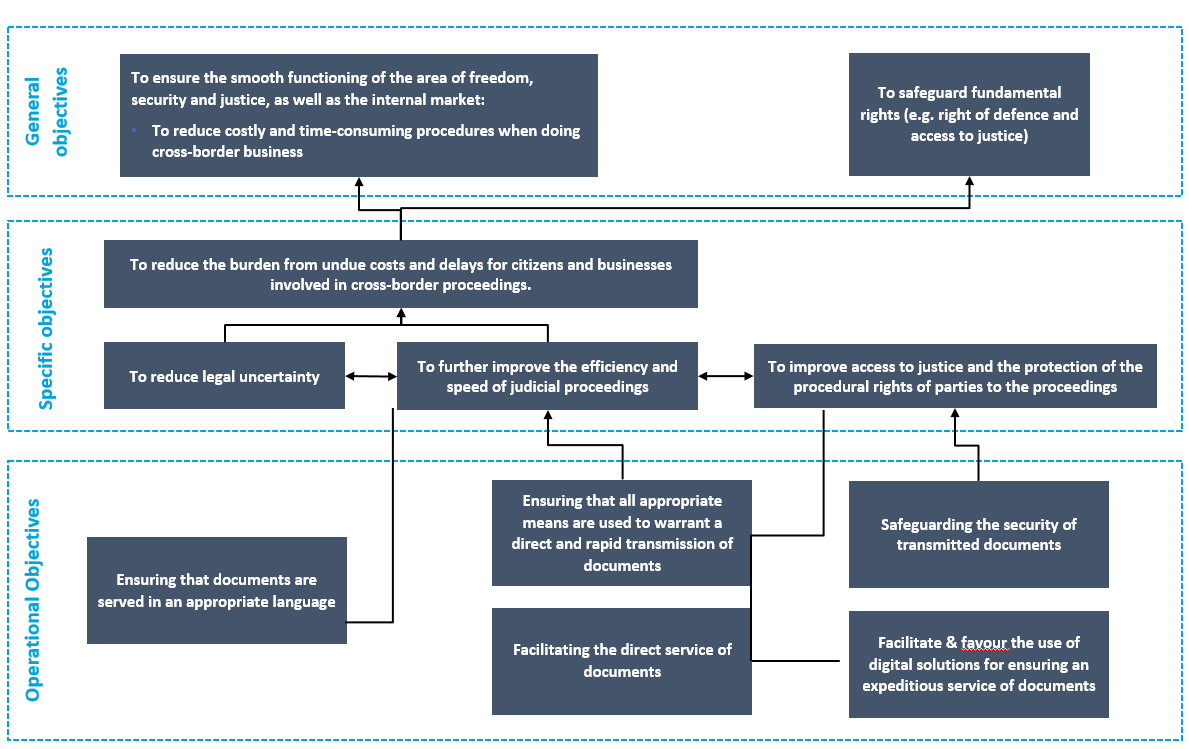 General
objectives
To ensure the smooth functioning of the area of freedom,
security and justice, as well as the internal market:
• To reduce costly and time-consuming procedures when doing
cross-border business
To safeguard fundamental
rights (e.g. right of defence and
access to justice)
Specific objectives
To reduce the burden from undue costs and delays for citizens and businesses
involved in cross-border proceedings.
To reduce legal uncertainty
To further improve the efficiency and
speed of judicial proceedings
To improve access to justice and the protection of the
procedural rights of parties to the proceedings
Operational Objectives
Ensuring that documents are
served in an appropriate language
Ensuring that all appropriate
means are used to warrant a
direct and rapid transmission of
documents
Safeguarding the security of
transmitted documents
Facilitating the direct service of
documents
Facilitate & favour the use of
digital solutions for ensuring an
expeditious service of documents